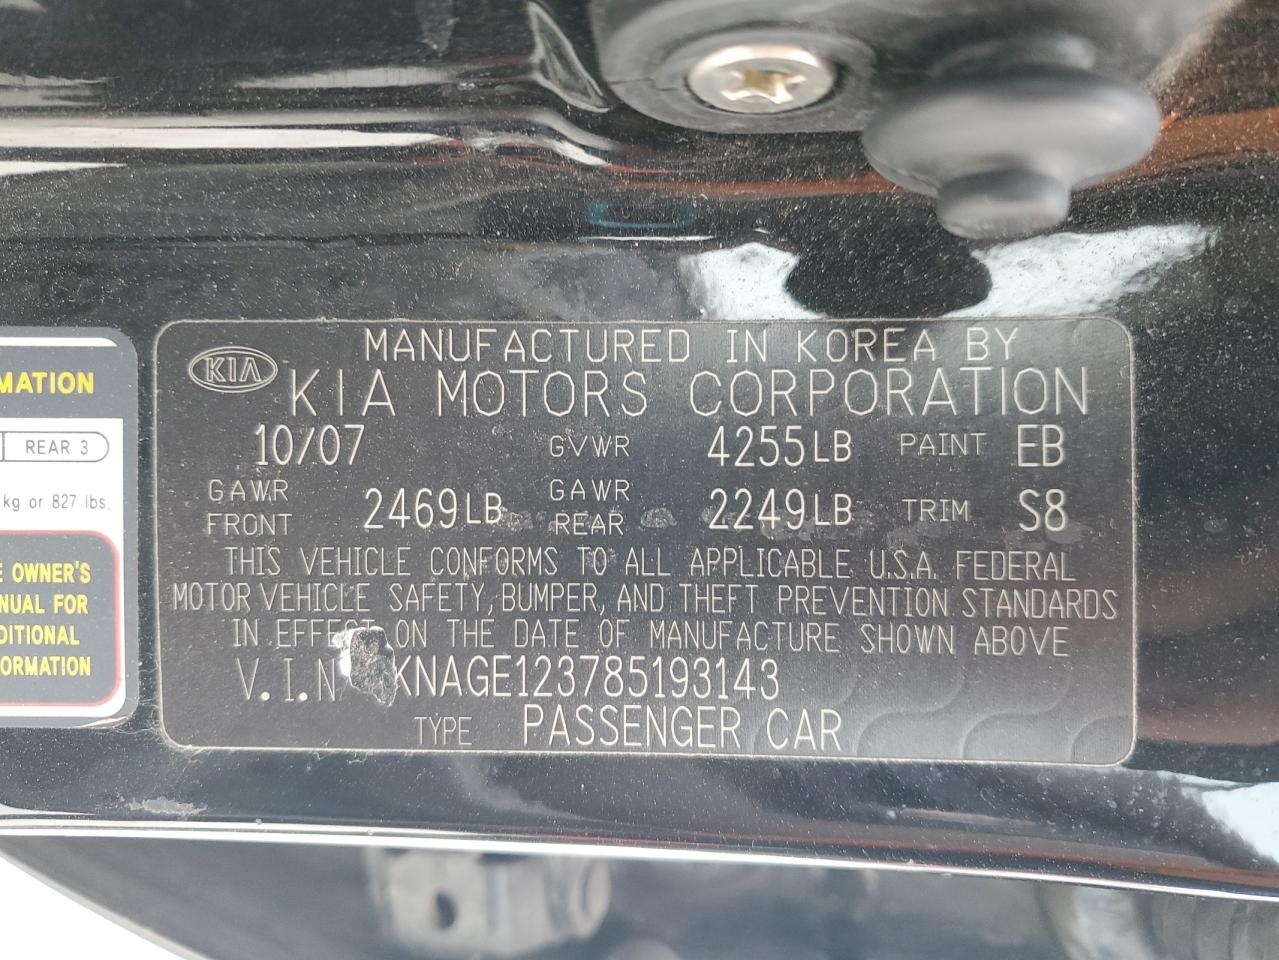 MANUFACTURED IN KOREA BY
KIA KIA MOTORS CORPORATION
10/07 GVWR 4255LB PAINT EB
GAWR FRONT 2469LB GAWR REAR 2249LB TRIM S8
THIS VEHICLE CONFORMS TO ALL APPLICABLE U.S.A. FEDERAL
MOTOR VEHICLE SAFETY, BUMPER, AND THEFT PREVENTION STANDARDS
IN EFFECT ON THE DATE OF MANUFACTURE SHOWN ABOVE
V.I.N KNAGE123785193143
TYPE PASSENGER CAR
MATION
REAR 3
kg or 827 lbs.
E OWNER'S
NUAL FOR
DITIONAL
FORMATION